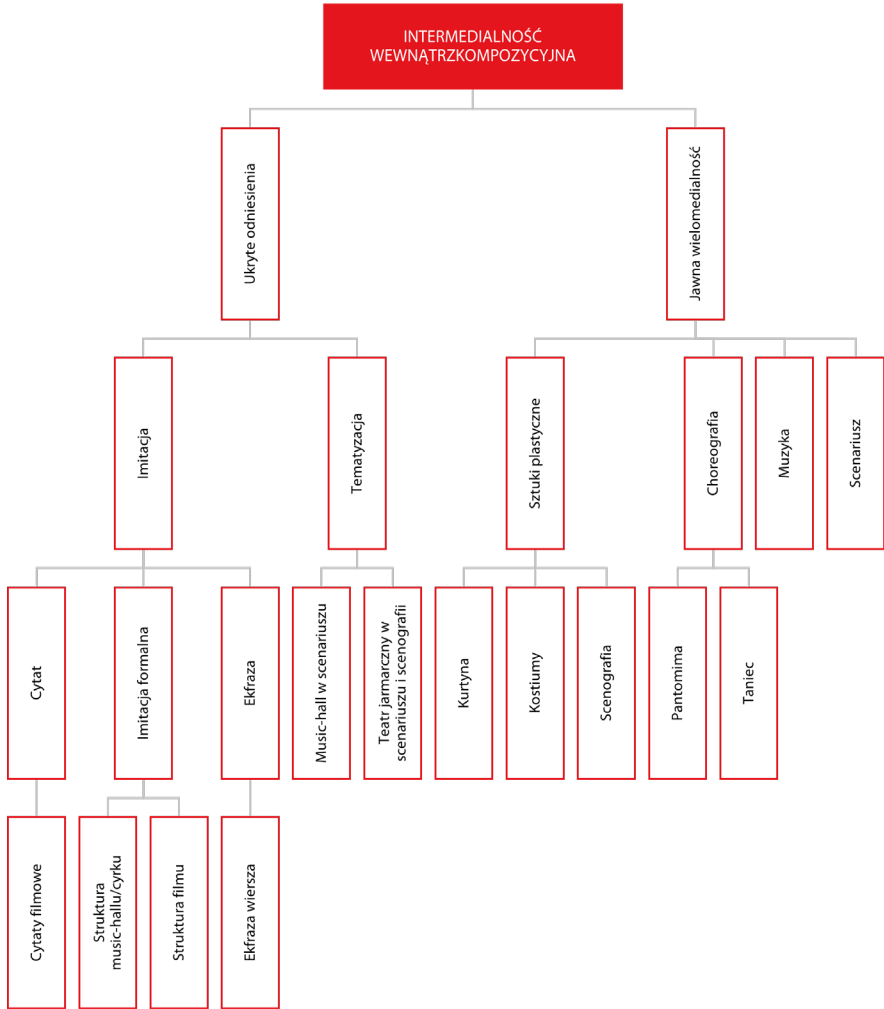 INTERMEDIALNOŚĆ
WEWNĄTRZKOMPOZYCYJNA
Ukryte odniesienia
Jawna wielomedialność
Imitacja
Tematyzacja
Sztuki plastyczne
Choreografia
Muzyka
Scenariusz
Cytat
Imitacja formalna
Ekfraza
Music-hall w scenariuszu
Teatr jarmarczny w
scenariuszu i scenografii
Kurtyna
Kostiumy
Scenografia
Pantomima
Taniec
Cytaty filmowe
Struktura
music-hallu/cyrku
Struktura filmu
Ekfraza wiersza